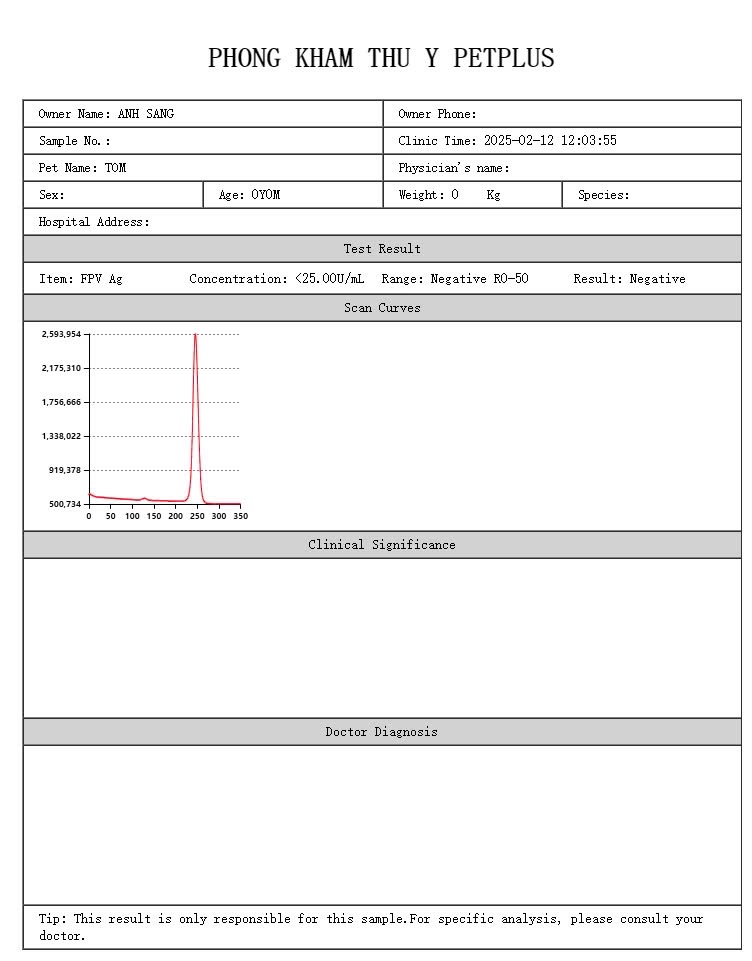 PHONG KHAM THU Y PETPLUS
Owner Name: ANH SANG Owner Phone:
Sample No.: Clinic Time: 2025-02-12 12:03:55
Pet Name: TOM Physician's name:
Sex: Age: 0Y0M Weight: 0 Kg Species:
Hospital Address:
Test Result
Item: FPV Ag Concentration: <25.00U/mL Range: Negative R0-50 Result: Negative
Scan Curves
2,593,954
2,175,310
1,756,666
1,338,022
919,378
500,734
0 50 100 150 200 250 300 350
Clinical Significance
Doctor Diagnosis
Tip: This result is only responsible for this sample.For specific analysis, please consult your
doctor.